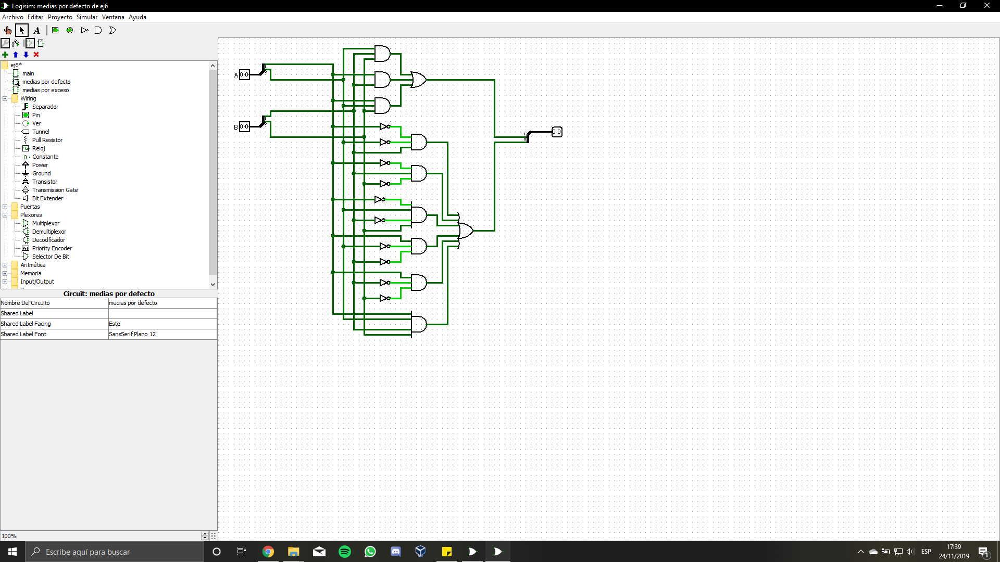 Logisim: medias por defecto de ej6
Archivo Editar Proyecto Simular Ventana Ayuda
A
ej6*
main
medias por defecto
medias por exceso
Wiring
Separador
Pin
Ver
Tunnel
Pull Resistor
Reloj
0 Constante
Power
Ground
Transistor
Transmission Gate
Bit Extender
Puertas
Plexores
Multiplexor
Demultiplexor
Decodficador
Pri Priority Encoder
Selector De Bit
Aritmética
Memoria
Input/Output
Circuit: medias por defecto
Nombre Del Circuito medias por defecto
Shared Label
Shared Label Facing Este
Shared Label Font SansSerif Plano 12
100%
A 0 0
B 0 0
0 0
Escribe aquí para buscar
ESP
17:39
24/11/2019
1